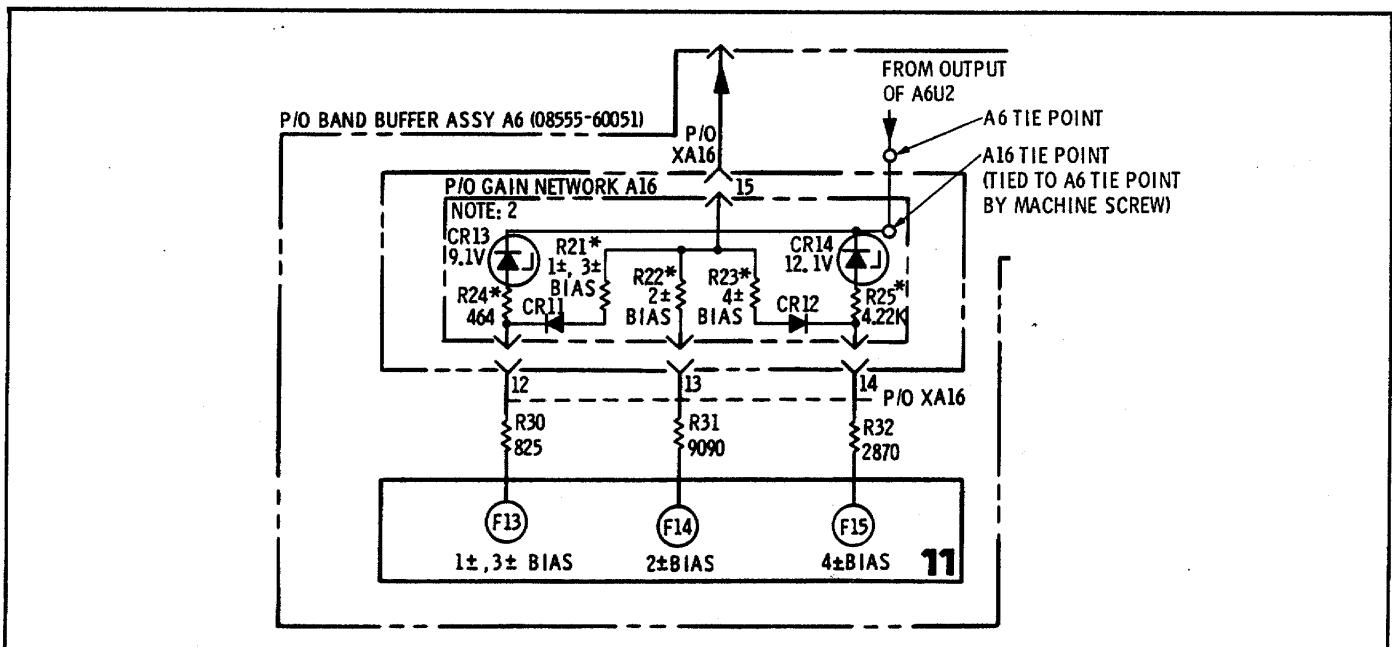 FROM OUTPUT
OF A6U2
P/O BAND BUFFER ASSY A6 (08555-60051)
A6 TIE POINT
P/O
XA16
A16 TIE POINT
(TIED TO A6 TIE POINT
BY MACHINE SCREW)
P/O GAIN NETWORK A16
15
NOTE: 2
CR13
9.1V
R21*
1±, 3±
BIAS
R22*
2±
BIAS
R23*
4±
BIAS
CR14
12.1V
R24*
464
CR11
CR12
R25*
4.22K
12
13
14
P/O XA16
R30
825
R31
9090
R32
2870
F13
F14
F15
1±,3± BIAS
2±BIAS
4±BIAS
11